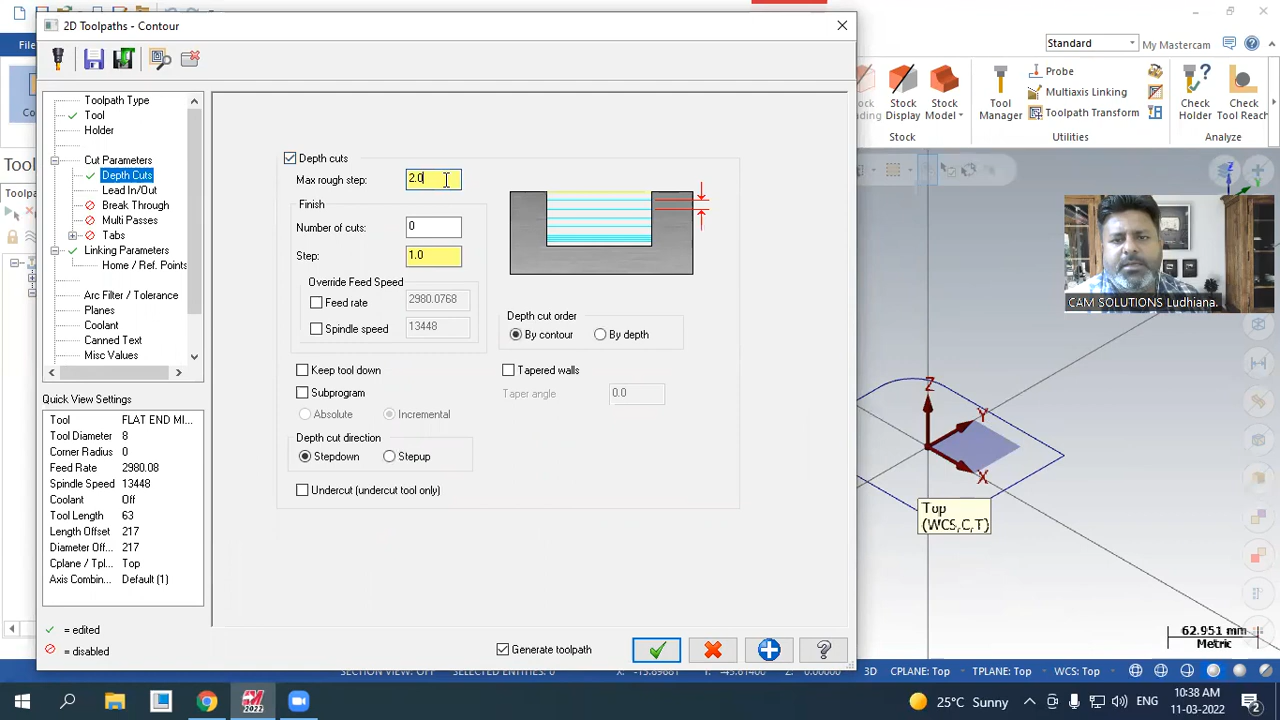 2D Toolpaths - Contour
File
Standard
My Mastercam
Toolpath Type
Tool
Holder
Cut Parameters
Depth Cuts
Lead In/Out
Break Through
Multi Passes
Tabs
Linking Parameters
Home / Ref. Points
Arc Filter / Tolerance
Planes
Coolant
Canned Text
Misc Values
Quick View Settings
Tool FLAT END MI...
Tool Diameter 8
Corner Radius 0
Feed Rate 2980.08
Spindle Speed 13448
Coolant Off
Tool Length 63
Length Offset 217
Diameter Off... 217
Cplane / Tpl... Top
Axis Combin... Default (1)
= edited
= disabled
Depth cuts
Max rough step: 2.0
Finish
Number of cuts: 0
Step: 1.0
Override Feed Speed
Feed rate 2980.0768
Spindle speed 13448
Depth cut order
By contour By depth
Keep tool down
Tapered walls
Subprogram
Taper angle 0.0
Absolute Incremental
Depth cut direction
Stepdown Stepup
Undercut (undercut tool only)
Generate toolpath
Stock Display
Stock Model
Stock
Tool Manager
Probe
Multiaxis Linking
Toolpath Transform
Utilities
Check Holder
Check Tool Reach
Analyze
CAM SOLUTIONS Ludhiana.
Z
Y
X
Top
(WCS,C,T)
62.951 mm
Metric
3D CPLANE: TOP TPLANE: TOP WCS: Top
25°C Sunny
ENG
10:38 AM
11-03-2022
2